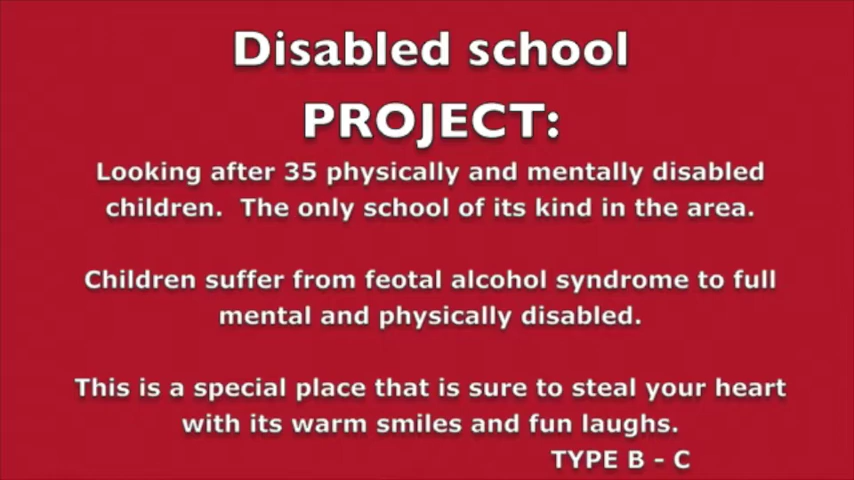 Disabled school
PROJECT:
Looking after 35 physically and mentally disabled
children.  The only school of its kind in the area.
Children suffer from feotal alcohol syndrome to full
mental and physically disabled.
This is a special place that is sure to steal your heart
with its warm smiles and fun laughs.
TYPE B - C